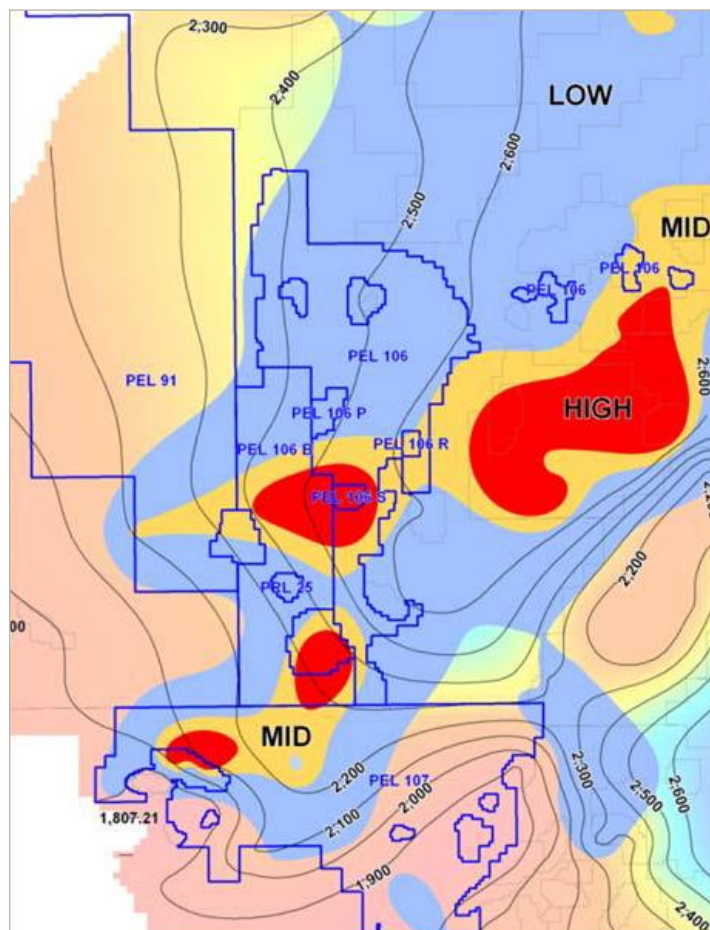 2,300
2,400
LOW
2,600
2,500
MID
PEL 106
PEL 106
PEL 106
2,600
PEL 91
PEL 106 P
HIGH
PEL 106 R
PEL 106 B
PEL 106 S
2,200
PRL 25
00
MID
2,200
PEL 107
2,300
2,000
2,500
2,600
1,807.21
2,100
1,900
2,400